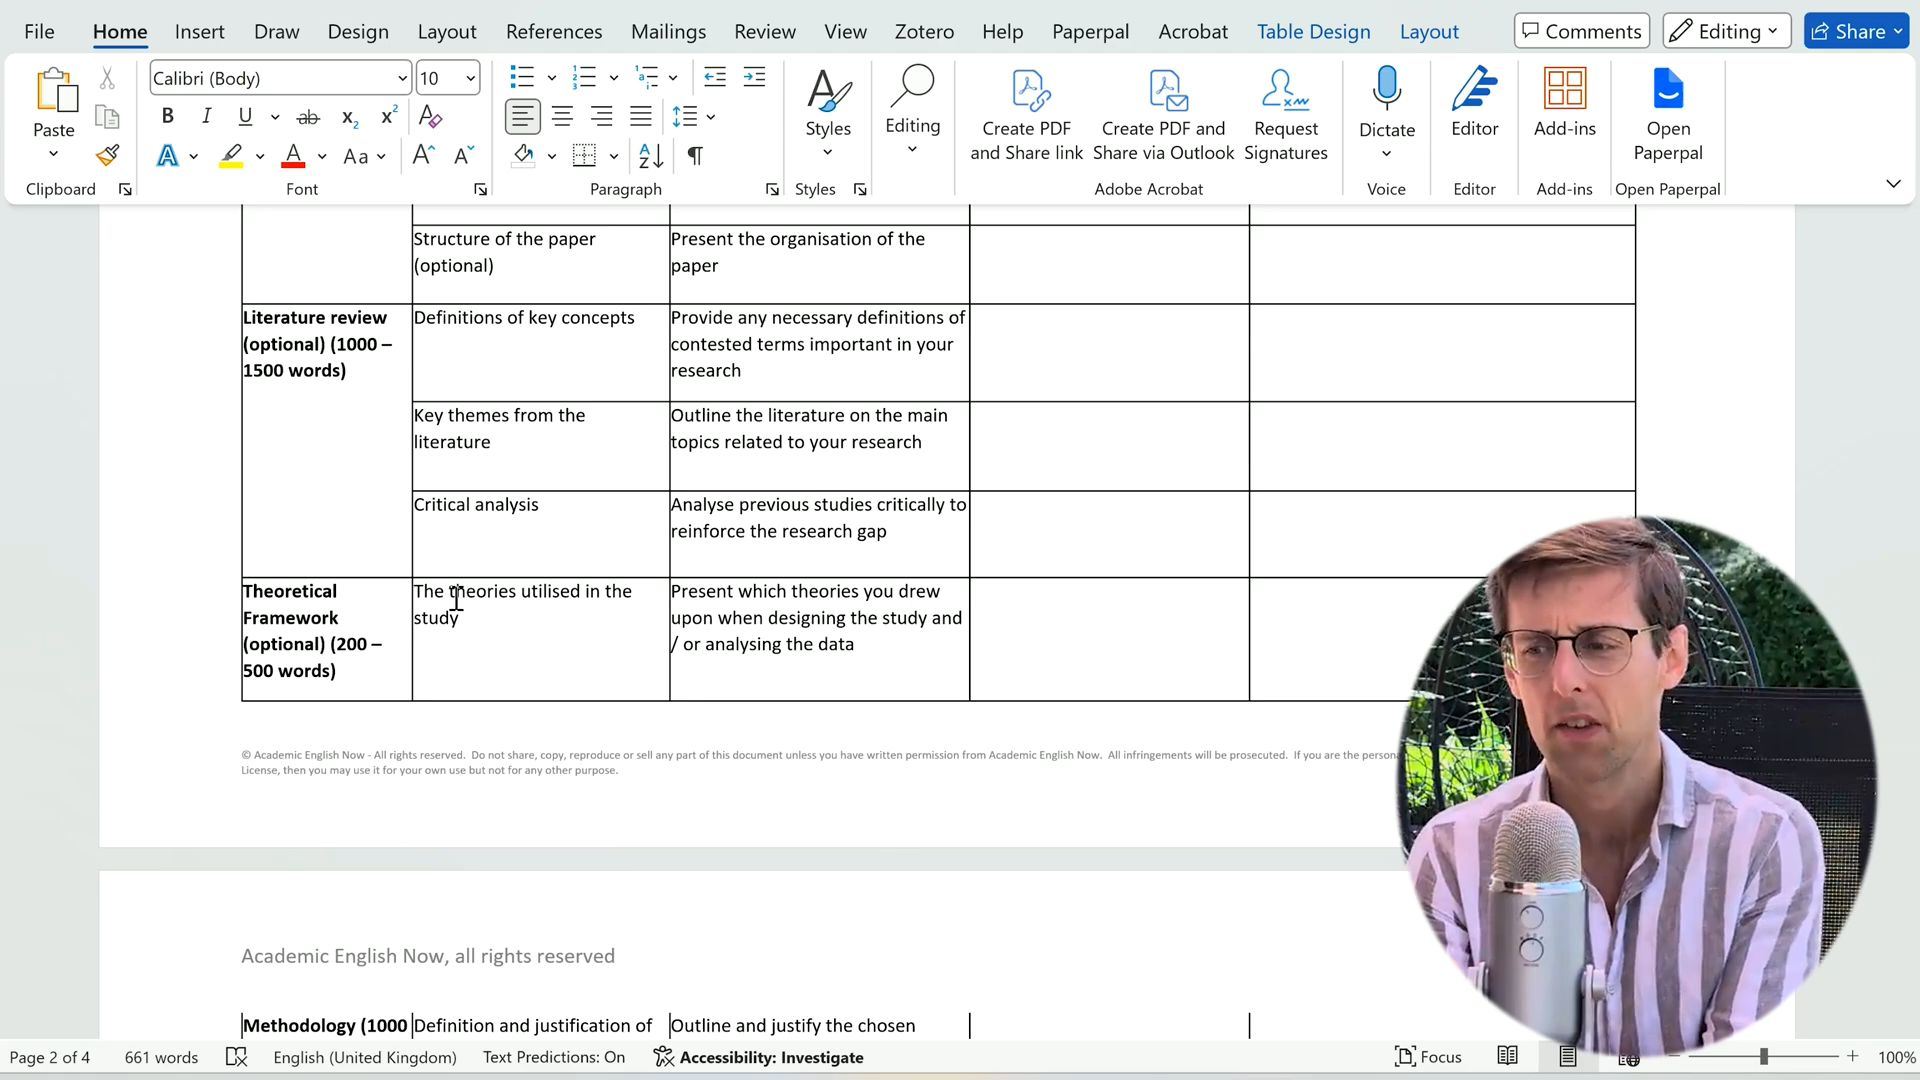 File Home Insert Draw Design Layout References Mailings Review View Zotero Help Paperpal Acrobat Table Design Layout Comments Editing Share
Calibri (Body) 10
Paste
Styles
Editing
Create PDF
and Share link
Create PDF and
Share via Outlook
Request
Signatures
Dictate
Editor
Add-ins
Open
Paperpal
Clipboard Font Paragraph Styles Adobe Acrobat Voice Editor Add-ins Open Paperpal
Structure of the paper
(optional)
Present the organisation of the
paper
Literature review
(optional) (1000 –
1500 words)
Definitions of key concepts
Provide any necessary definitions of
contested terms important in your
research
Key themes from the
literature
Outline the literature on the main
topics related to your research
Critical analysis
Analyse previous studies critically to
reinforce the research gap
Theoretical
Framework
(optional) (200 –
500 words)
The theories utilised in the
study
Present which theories you drew
upon when designing the study and
/ or analysing the data
© Academic English Now - All rights reserved. Do not share, copy, reproduce or sell any part of this document unless you have written permission from Academic English Now. All infringements will be prosecuted. If you are the
License, then you may use it for your own use but not for any other purpose.
Academic English Now, all rights reserved
Methodology (1000
Definition and justification of
Outline and justify the chosen
Page 2 of 4 661 words English (United Kingdom) Text Predictions: On Accessibility: Investigate Focus 100%